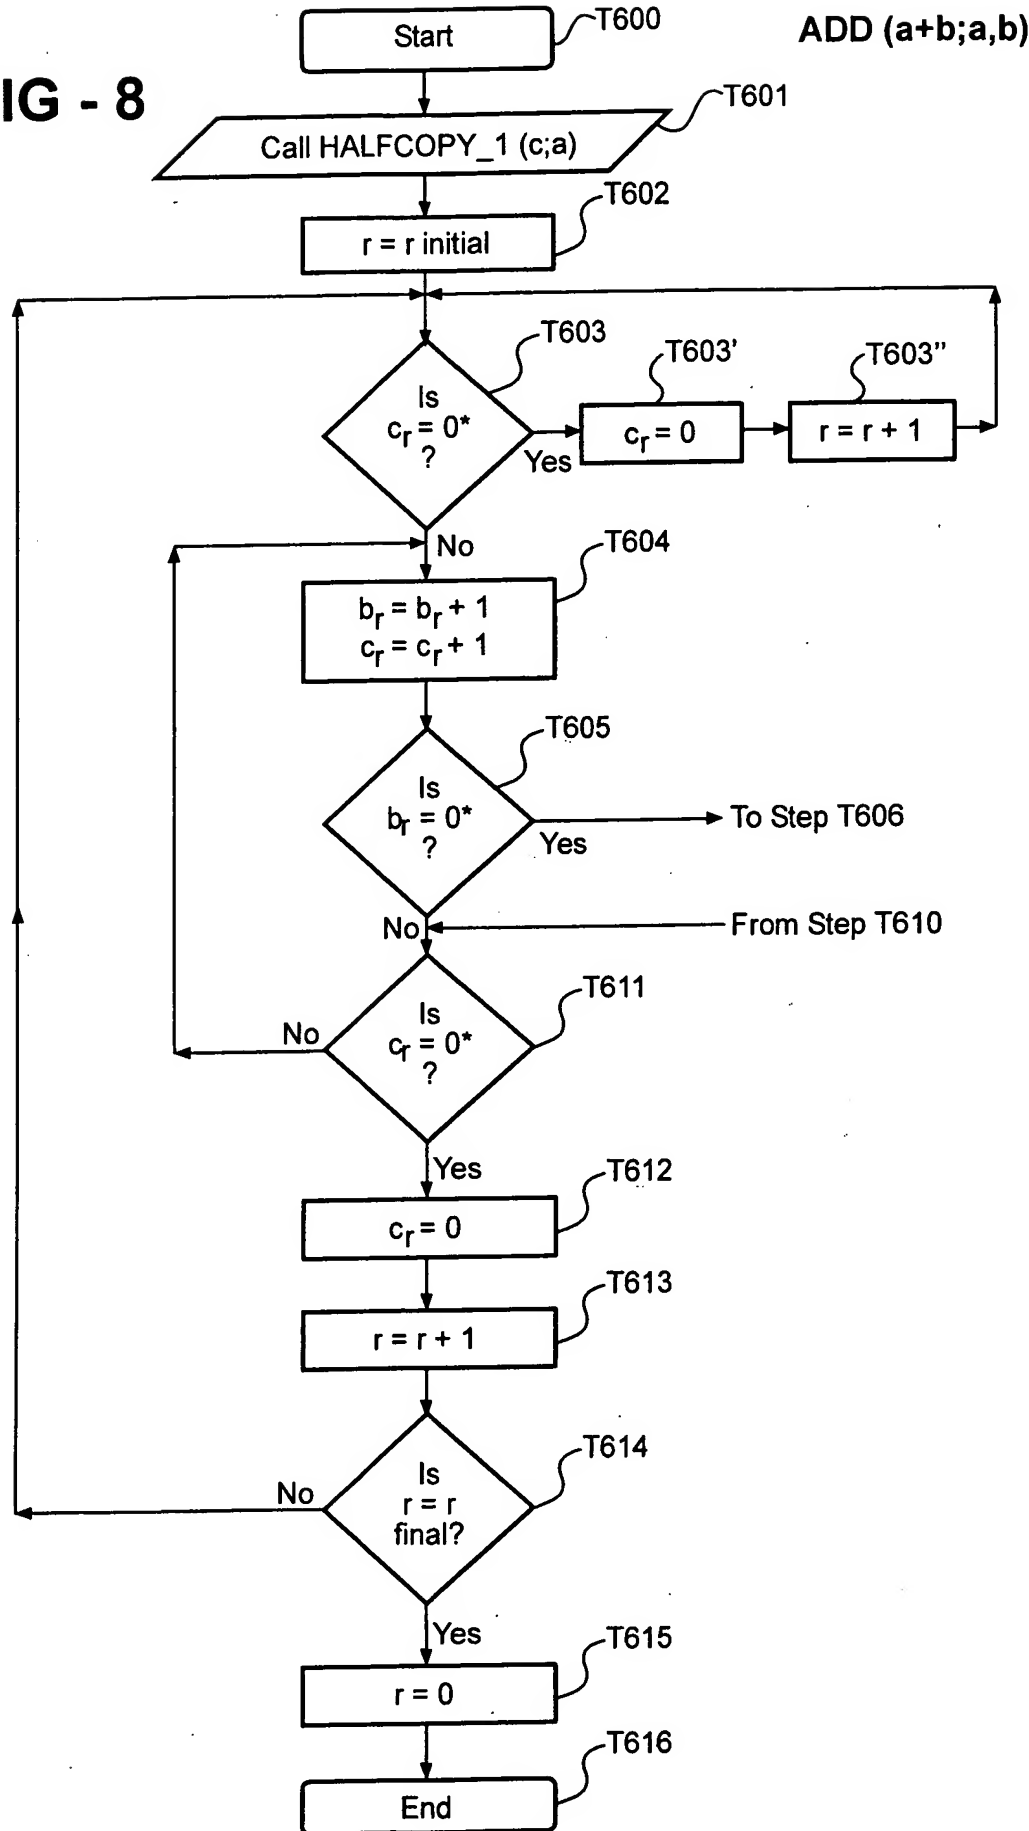 Start
T600
ADD (a+b;a,b)
IG - 8
T601
Call HALFCOPY_1 (c;a)
T602
r = r initial
T603
Is
cr = 0*
?
Yes
T603'
cr = 0
T603"
r = r + 1
No
T604
br = br + 1
cr = cr + 1
T605
Is
br = 0*
?
Yes
To Step T606
No
From Step T610
T611
Is
cr = 0*
?
No
Yes
T612
cr = 0
T613
r = r + 1
T614
Is
r = r
final?
No
Yes
T615
r = 0
T616
End